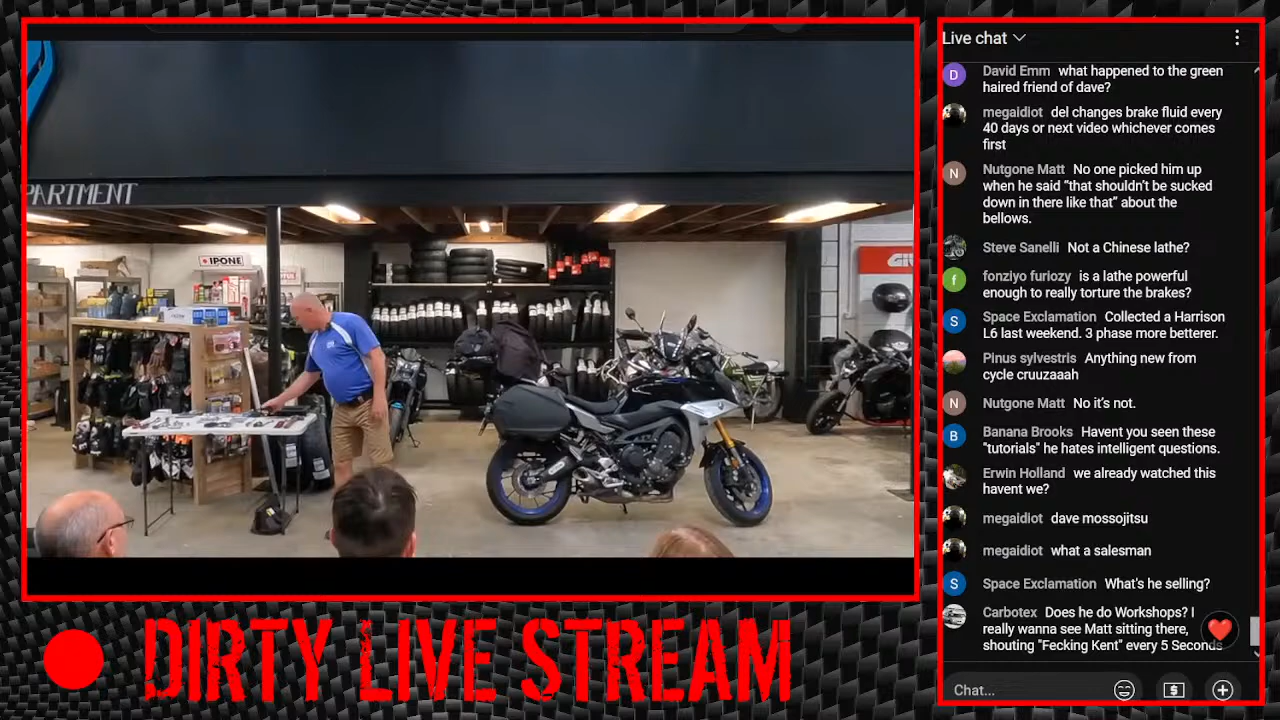 PARTMENT
IPONE
MOTUL
GIV
DIRTY LIVE STREAM
Live chat
David Emm what happened to the green
haired friend of dave?
megaidiot del changes brake fluid every
40 days or next video whichever comes
first
Nutgone Matt No one picked him up
when he said “that shouldn’t be sucked
down in there like that” about the
bellows.
Steve Sanelli Not a Chinese lathe?
fonziyo furiozy is a lathe powerful
enough to really torture the brakes?
Space Exclamation Collected a Harrison
L6 last weekend. 3 phase more betterer.
Pinus sylvestris Anything new from
cycle cruuzaaah
Nutgone Matt No it’s not.
Banana Brooks Havent you seen these
"tutorials" he hates intelligent questions.
Erwin Holland we already watched this
havent we?
megaidiot dave mossojitsu
megaidiot what a salesman
Space Exclamation What’s he selling?
Carbotex Does he do Workshops? I
really wanna see Matt sitting there,
shouting "Fecking Kent" every 5 Seconds
Chat...